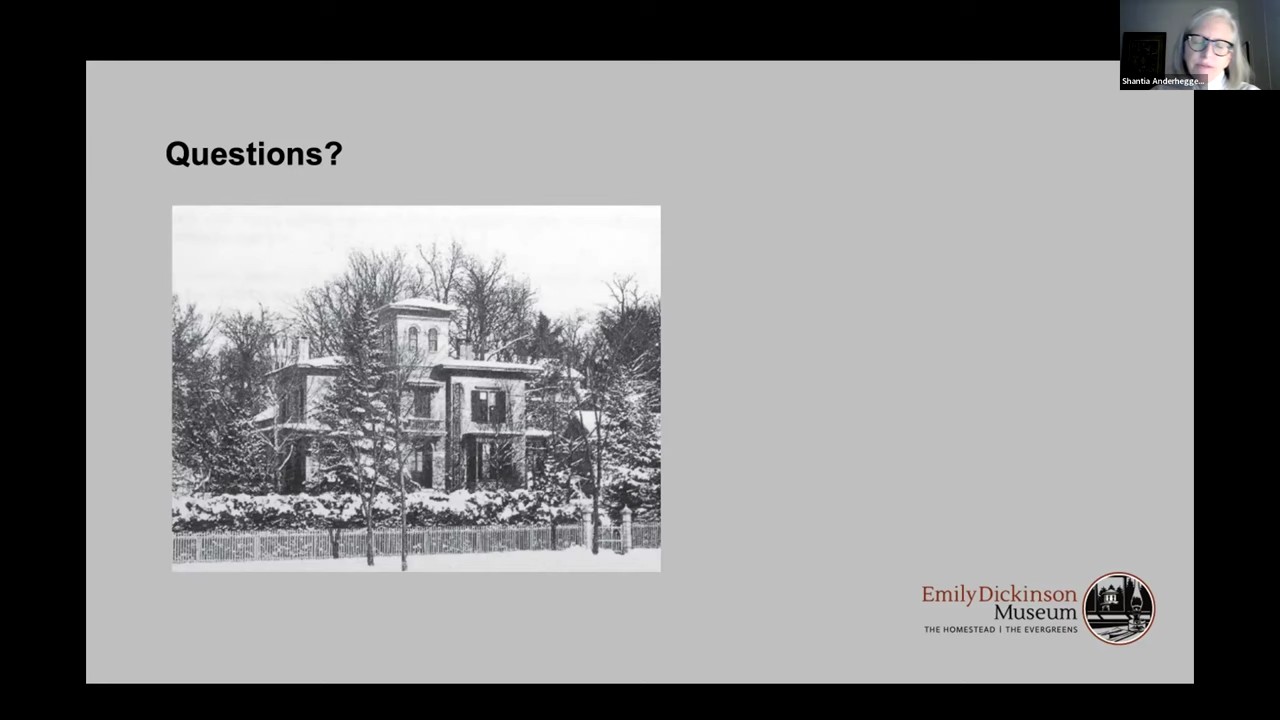 Shantia Anderhegge...
Questions?
Emily Dickinson
Museum
THE HOMESTEAD | THE EVERGREENS